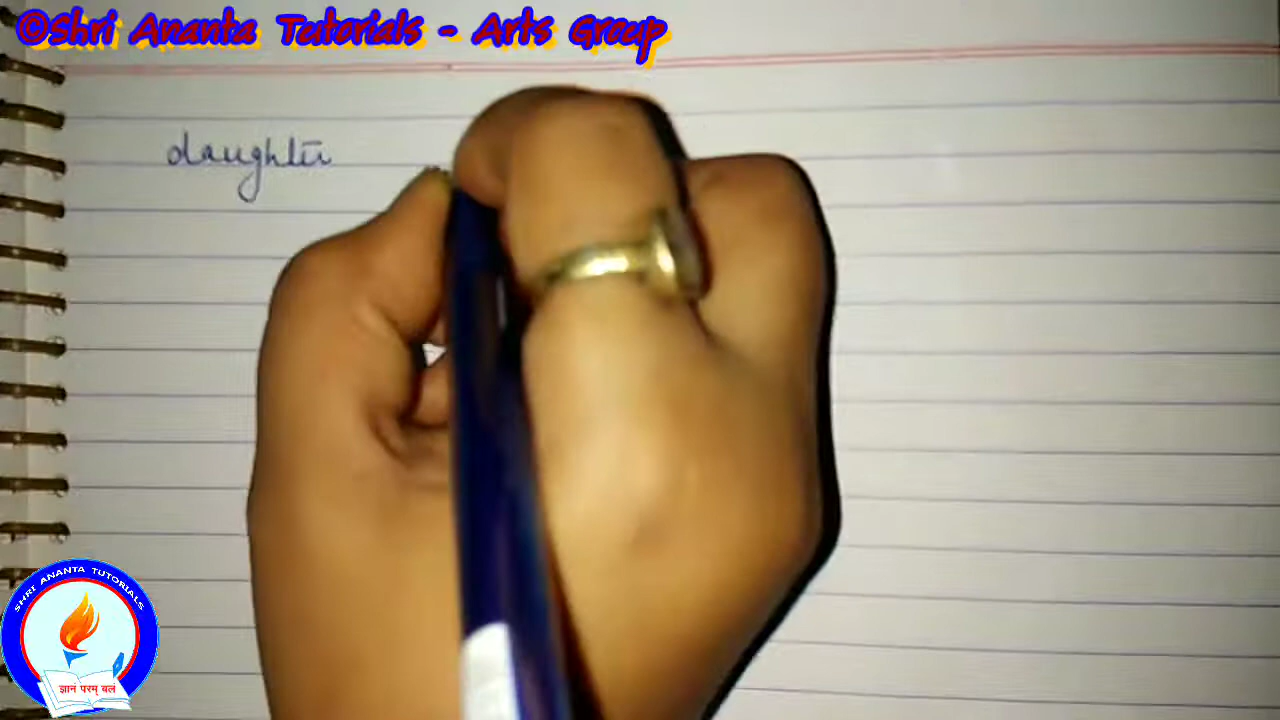 ©Shri Ananta Tutorials - Arts Group
daughter
SHRI ANANTA TUTORIALS
ज्ञानं परम् बलं